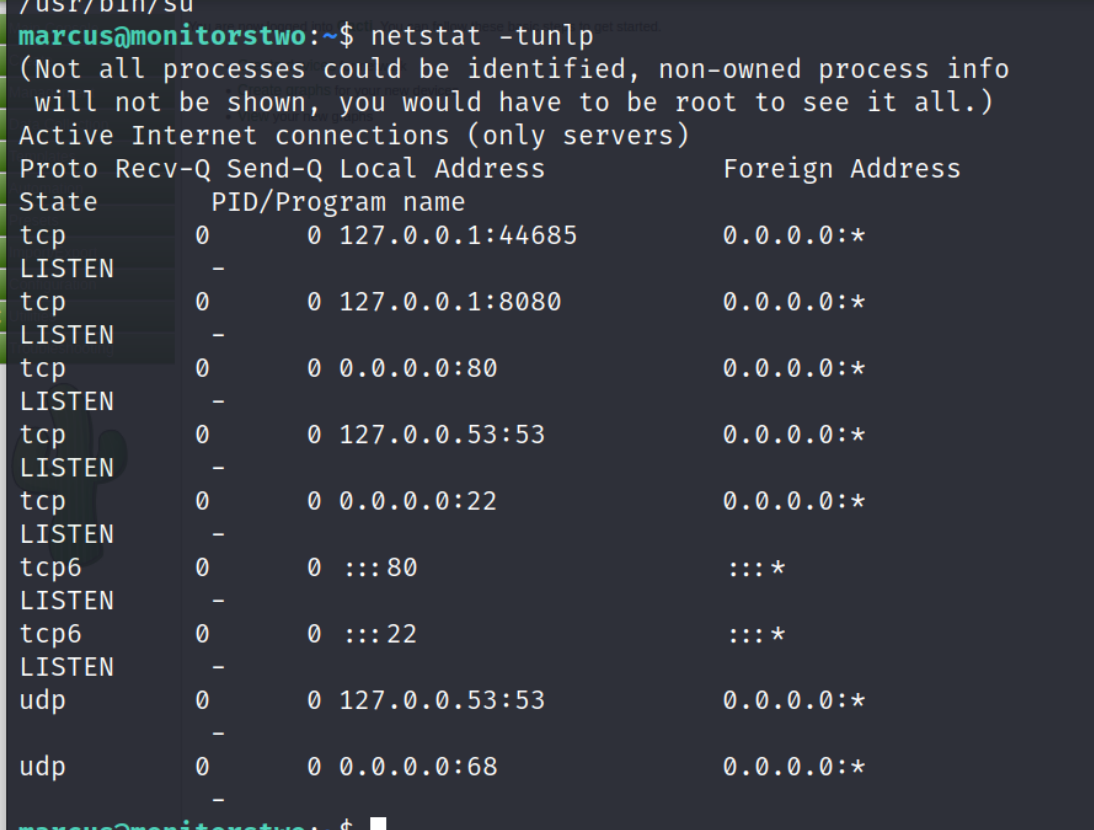 /usr/bin/su
marcus@monitorstwo:~$ netstat -tunlp
(Not all processes could be identified, non-owned process info
 will not be shown, you would have to be root to see it all.)
Active Internet connections (only servers)
Proto Recv-Q Send-Q Local Address           Foreign Address
State       PID/Program name
tcp        0      0 127.0.0.1:44685         0.0.0.0:*
LISTEN      -
tcp        0      0 127.0.0.1:8080          0.0.0.0:*
LISTEN      -
tcp        0      0 0.0.0.0:80              0.0.0.0:*
LISTEN      -
tcp        0      0 127.0.0.53:53           0.0.0.0:*
LISTEN      -
tcp        0      0 0.0.0.0:22              0.0.0.0:*
LISTEN      -
tcp6       0      0 :::80                   :::*
LISTEN      -
tcp6       0      0 :::22                   :::*
LISTEN      -
udp        0      0 127.0.0.53:53           0.0.0.0:*
            -
udp        0      0 0.0.0.0:68              0.0.0.0:*
            -
marcus@monitorstwo:~$